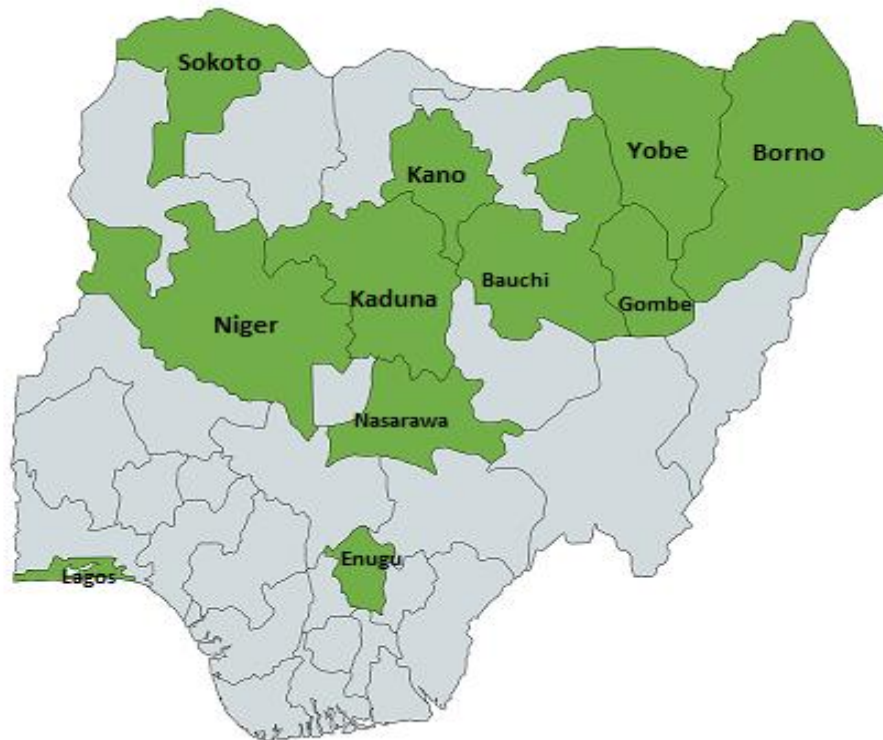 Sokoto
Yobe
Borno
Kano
Bauchi
Kaduna
Gombe
Niger
Nasarawa
Enugu
Lagos